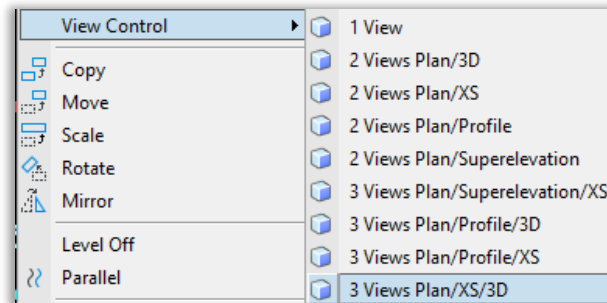 View Control
Copy
Move
Scale
Rotate
Mirror
Level Off
Parallel
1 View
2 Views Plan/3D
2 Views Plan/XS
2 Views Plan/Profile
2 Views Plan/Superelevation
3 Views Plan/Superelevation/XS
3 Views Plan/Profile/3D
3 Views Plan/Profile/XS
3 Views Plan/XS/3D